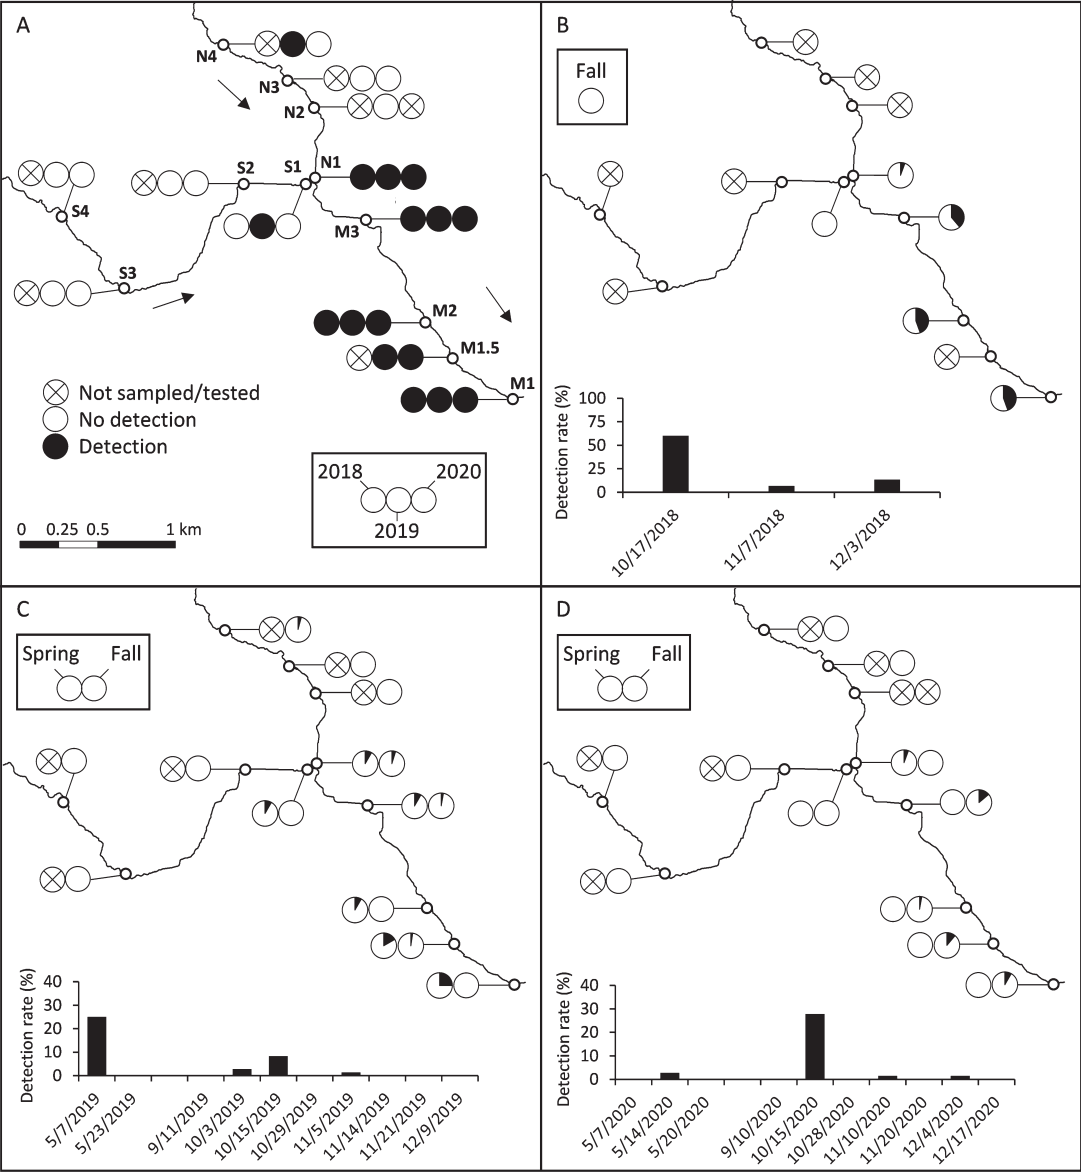 A
N4
N3
N2
N1
S1
S2
S4
S3
M3
M2
M1.5
M1
Not sampled/tested
No detection
Detection
2018
2020
2019
0 0.25 0.5 1 km
B
Fall
Detection rate (%)
100
75
50
25
0
10/17/2018
11/7/2018
12/3/2018
C
Spring Fall
Detection rate (%)
40
30
20
10
0
5/7/2019
5/23/2019
9/11/2019
10/3/2019
10/15/2019
10/29/2019
11/5/2019
11/14/2019
11/21/2019
12/9/2019
D
Spring Fall
Detection rate (%)
40
30
20
10
0
5/7/2020
5/14/2020
5/20/2020
9/10/2020
10/15/2020
10/28/2020
11/10/2020
11/20/2020
12/4/2020
12/17/2020